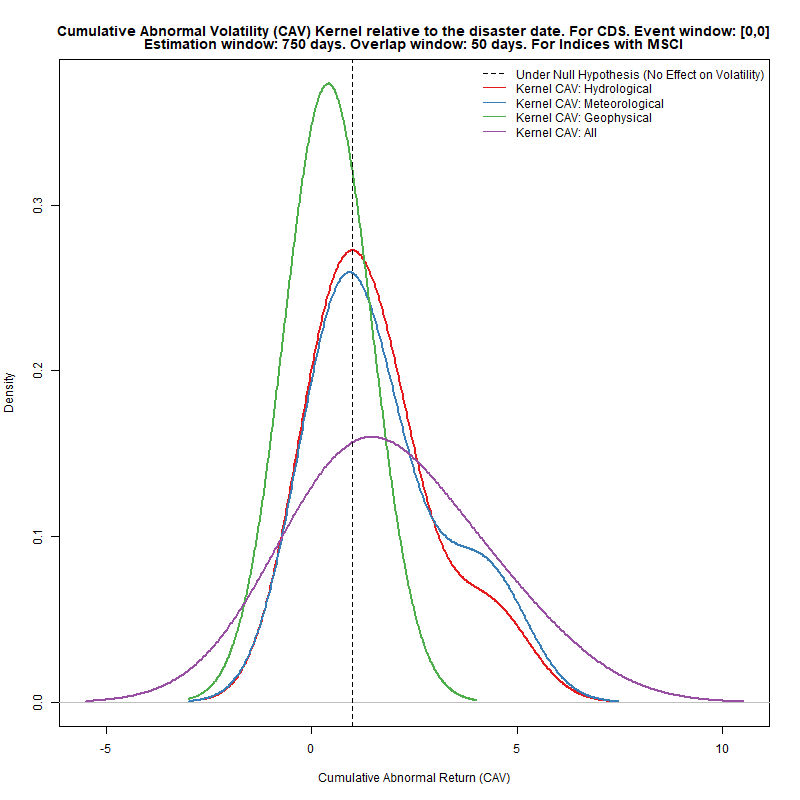 Cumulative Abnormal Volatility (CAV) Kernel relative to the disaster date. For CDS. Event window: [0,0]
Estimation window: 750 days. Overlap window: 50 days. For Indices with MSCI
Under Null Hypothesis (No Effect on Volatility)
Kernel CAV: Hydrological
Kernel CAV: Meteorological
Kernel CAV: Geophysical
Kernel CAV: All
Density
0.3
0.2
0.1
0.0
-5 0 5 10
Cumulative Abnormal Return (CAV)